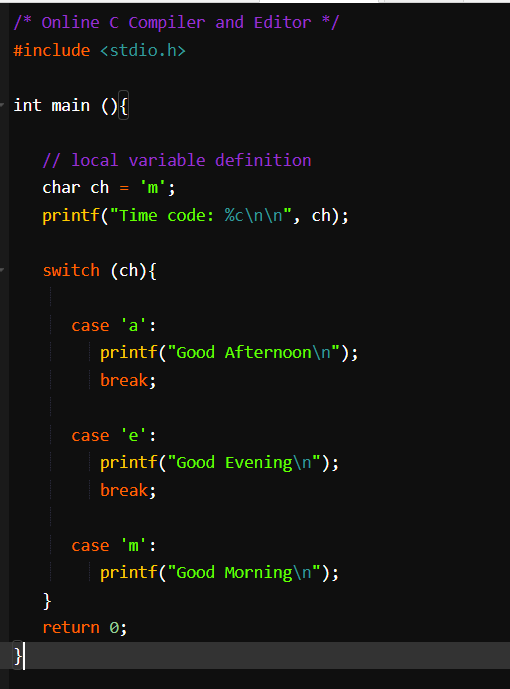 /* Online C Compiler and Editor */
#include <stdio.h>
int main (){
// local variable definition
char ch = 'm';
printf("Time code: %c\n\n", ch);
switch (ch){
case 'a':
printf("Good Afternoon\n");
break;
case 'e':
printf("Good Evening\n");
break;
case 'm':
printf("Good Morning\n");
}
return 0;
}